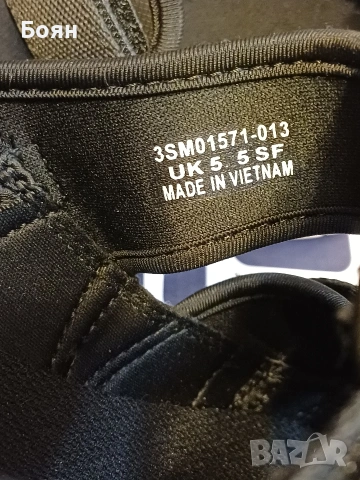 Боян
3SM01571-013
UK 5. 5 SF
MADE IN VIETNAM
BAZAR